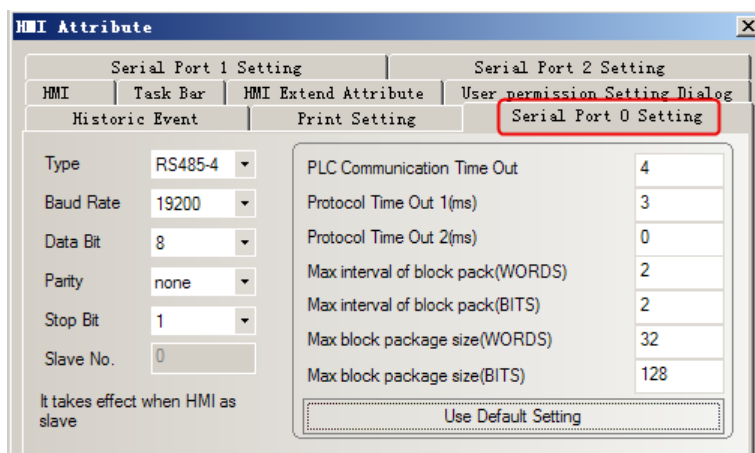 HMI Attribute
Serial Port 1 Setting
Serial Port 2 Setting
HMI
Task Bar
HMI Extend Attribute
User permission Setting Dialog
Historic Event
Print Setting
Serial Port 0 Setting
Type
RS485-4
Baud Rate
19200
Data Bit
8
Parity
none
Stop Bit
1
Slave No.
0
It takes effect when HMI as
slave
PLC Communication Time Out
4
Protocol Time Out 1(ms)
3
Protocol Time Out 2(ms)
0
Max interval of block pack(WORDS)
2
Max interval of block pack(BITS)
2
Max block package size(WORDS)
32
Max block package size(BITS)
128
Use Default Setting